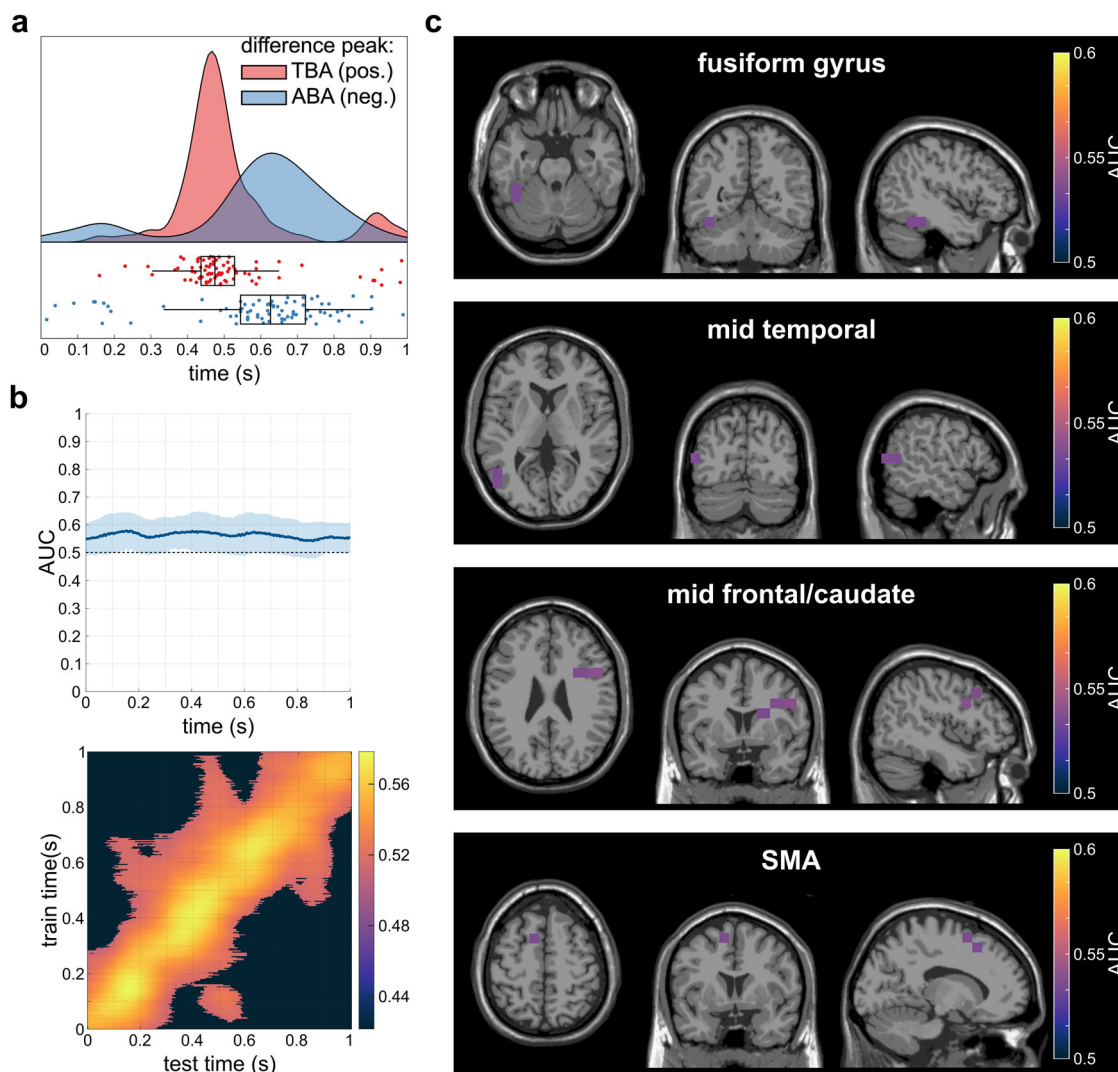 a
difference peak:
TBA (pos.)
ABA (neg.)
0 0.1 0.2 0.3 0.4 0.5 0.6 0.7 0.8 0.9 1
time (s)
b
1
0.9
0.8
0.7
0.6
0.5
0.4
0.3
0.2
0.1
0
AUC
0 0.2 0.4 0.6 0.8 1
time (s)
1
0.8
0.6
0.4
0.2
0
train time(s)
0 0.2 0.4 0.6 0.8 1
test time (s)
0.56
0.52
0.48
0.44
c
fusiform gyrus
0.6
0.55
0.5
AUC
mid temporal
0.6
0.55
0.5
AUC
mid frontal/caudate
0.6
0.55
0.5
AUC
SMA
0.6
0.55
0.5
AUC